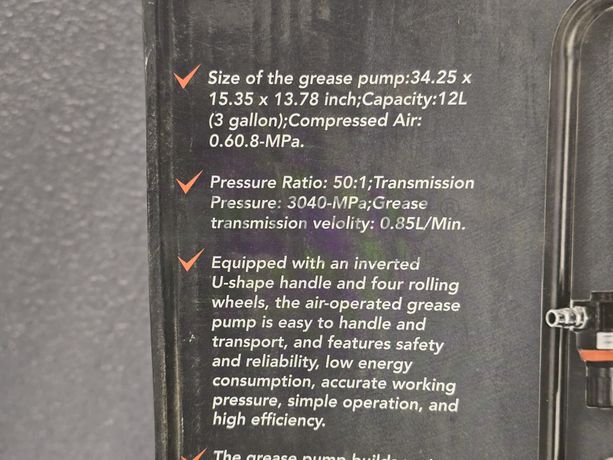 Size of the grease pump:34.25 x
15.35 x 13.78 inch;Capacity:12L
(3 gallon);Compressed Air:
0.60.8-MPa.
Pressure Ratio: 50:1;Transmission
Pressure: 3040-MPa;Grease
transmission velolity: 0.85L/Min.
Equipped with an inverted
U-shape handle and four rolling
wheels, the air-operated grease
pump is easy to handle and
transport, and features safety
and reliability, low energy
consumption, accurate working
pressure, simple operation, and
high efficiency.
The grease pump builds